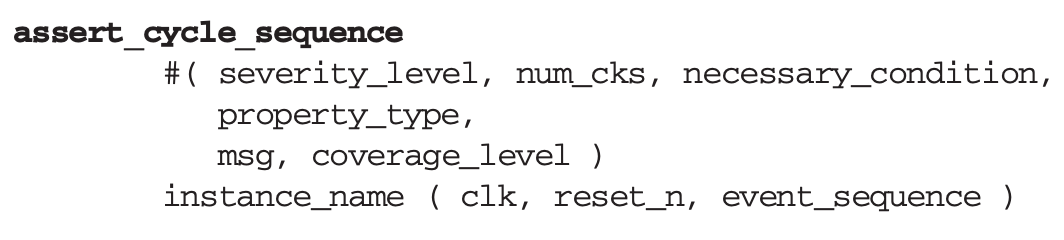 assert_cycle_sequence
#( severity_level, num_cks, necessary_condition,
property_type,
msg, coverage_level )
instance_name ( clk, reset_n, event_sequence )